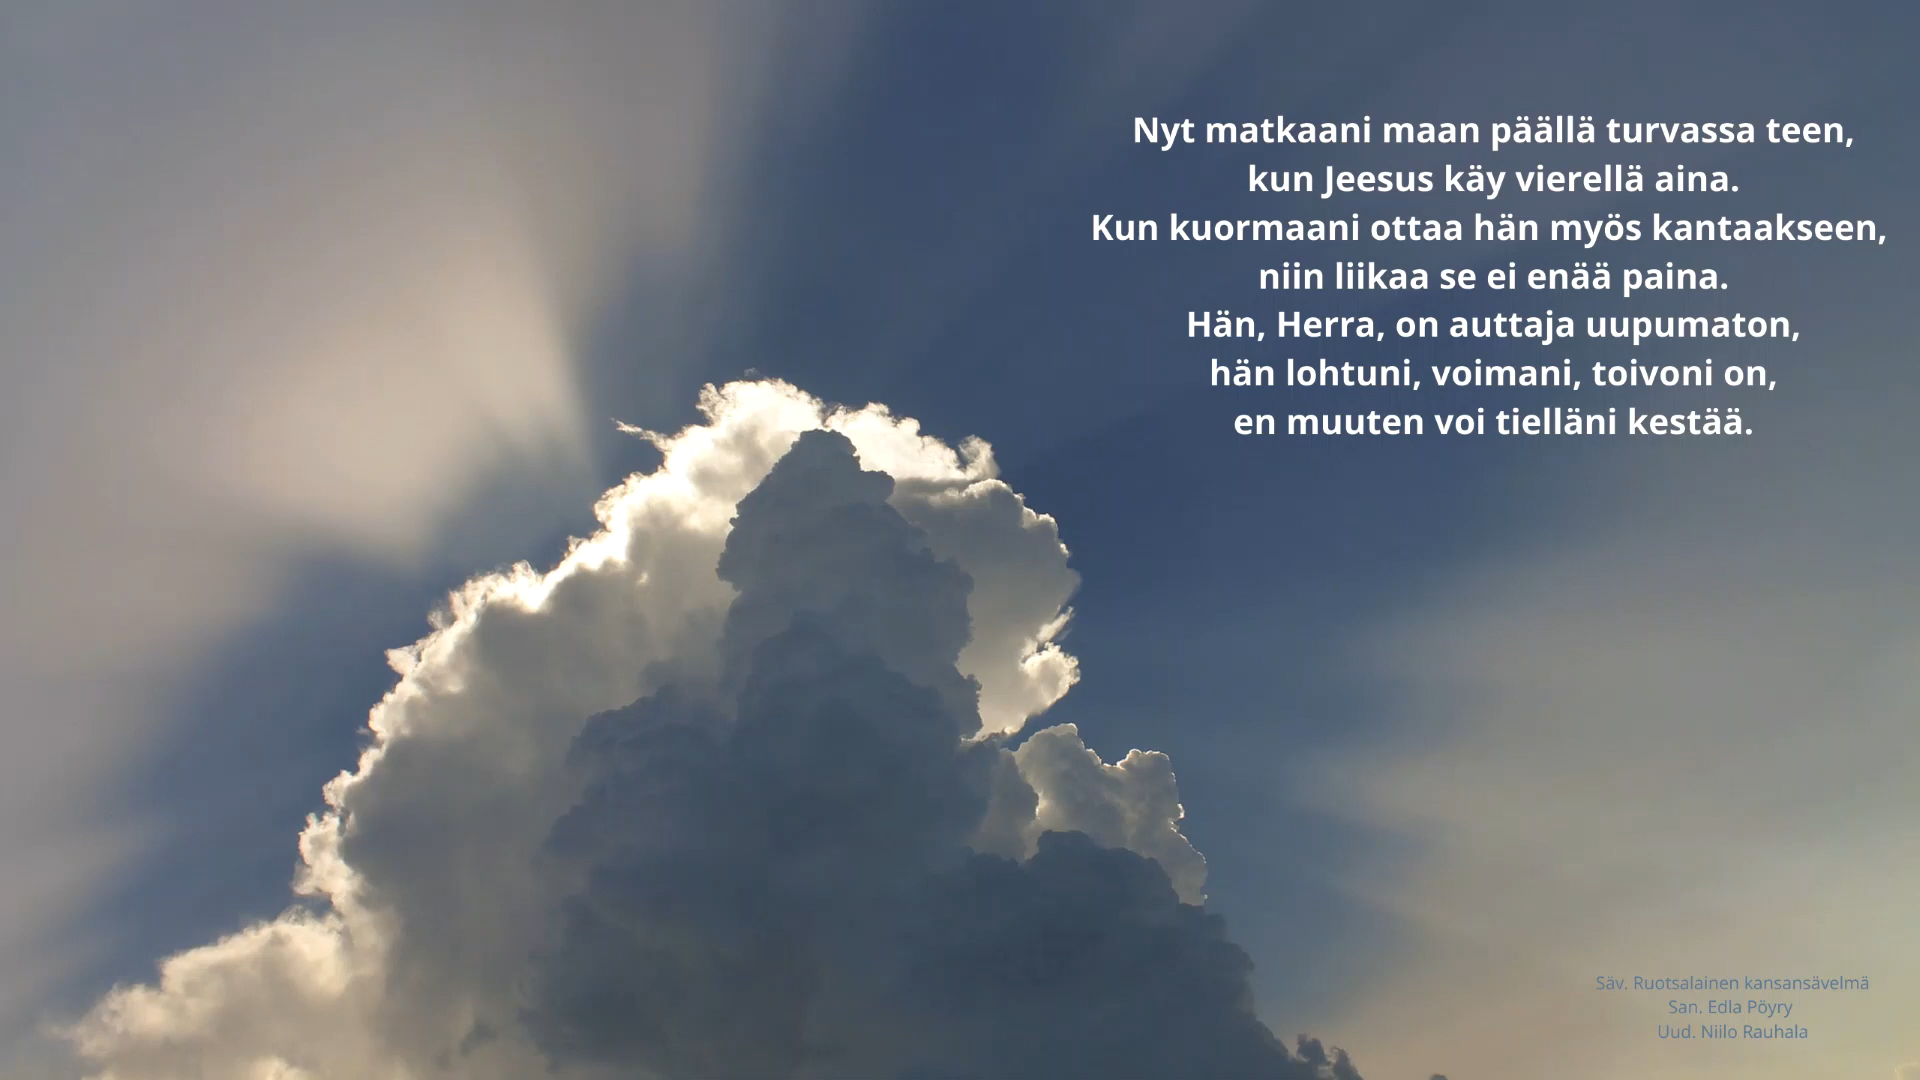 Nyt matkaani maan päällä turvassa teen,
kun Jeesus käy vierellä aina.
Kun kuormaani ottaa hän myös kantaakseen,
niin liikaa se ei enää paina.
Hän, Herra, on auttaja uupumaton,
hän lohtuni, voimani, toivoni on,
en muuten voi tielläni kestää.
Säv. Ruotsalainen kansansävelmä
San. Edla Pöyry
Uud. Niilo Rauhala